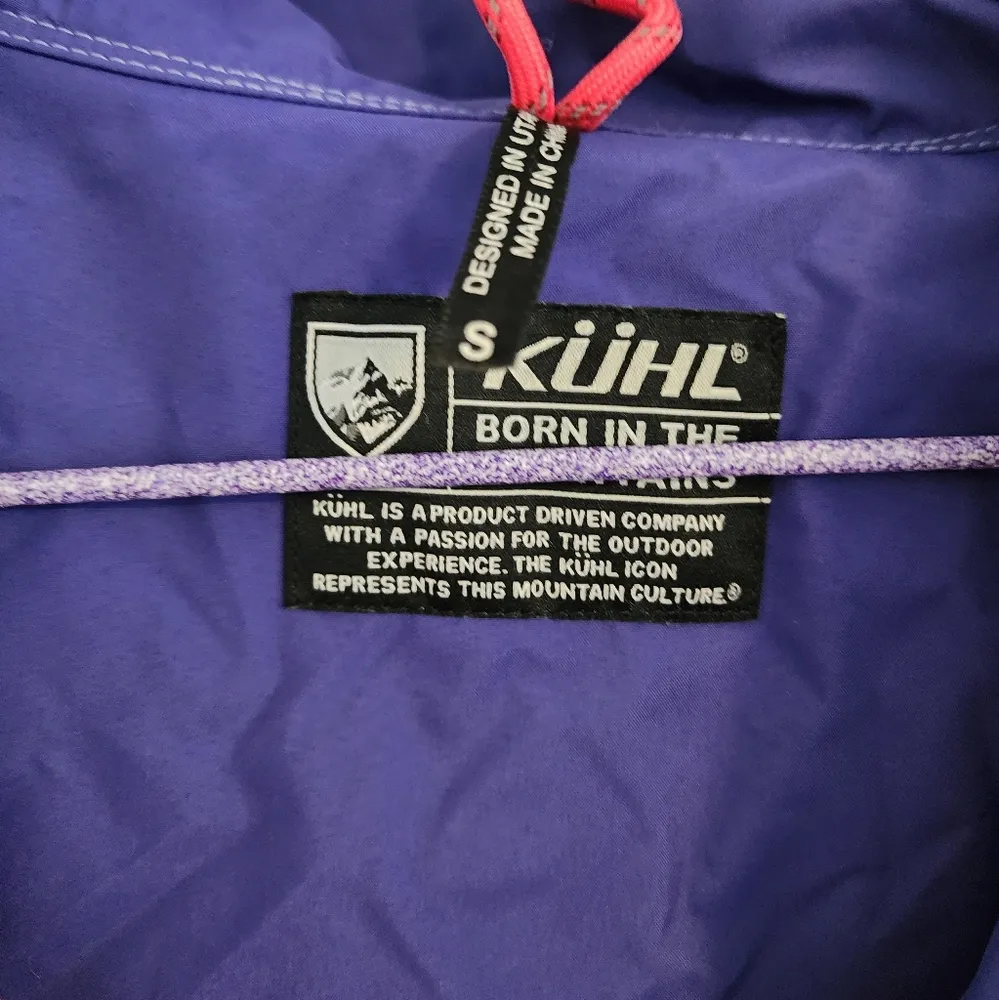 DESIGNED IN
MADE IN
S
KÜHL®
BORN IN THE
KÜHL IS A PRODUCT DRIVEN COMPANY
WITH A PASSION FOR THE OUTDOOR
EXPERIENCE. THE KÜHL ICON
REPRESENTS THIS MOUNTAIN CULTURE®